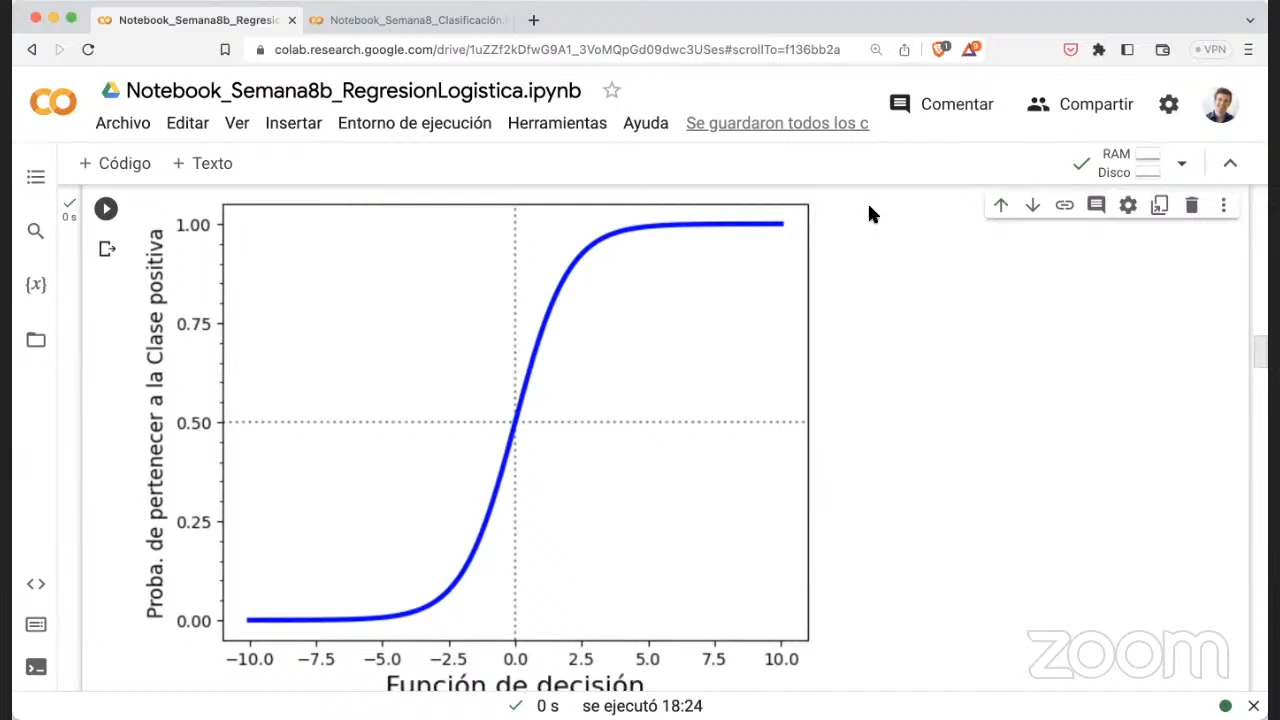 Notebook_Semana8b_Regresio
Notebook_Semana8_Clasificación.
colab.research.google.com/drive/1uZZf2kDfwG9A1_3VoMQpGd09dwc3USes#scrollTo=f136bb2a
1
9
VPN
Notebook_Semana8b_RegresionLogistica.ipynb
Comentar
Compartir
Archivo Editar Ver Insertar Entorno de ejecución Herramientas Ayuda Se guardaron todos los c
+ Código + Texto
RAM
Disco
0 s
Proba. de pertenecer a la Clase positiva
1.00
0.75
0.50
0.25
0.00
−10.0 −7.5 −5.0 −2.5 0.0 2.5 5.0 7.5 10.0
Función de decisión
{x}
zoom
0 s se ejecutó 18:24